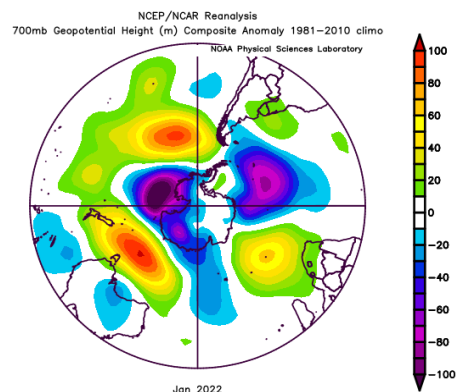 NCEP/NCAR Reanalysis
700mb Geopotential Height (m) Composite Anomaly 1981−2010 climo
NOAA Physical Sciences Laboratory
100
80
60
40
20
0
−20
−40
−60
−80
−100
Jan 2022